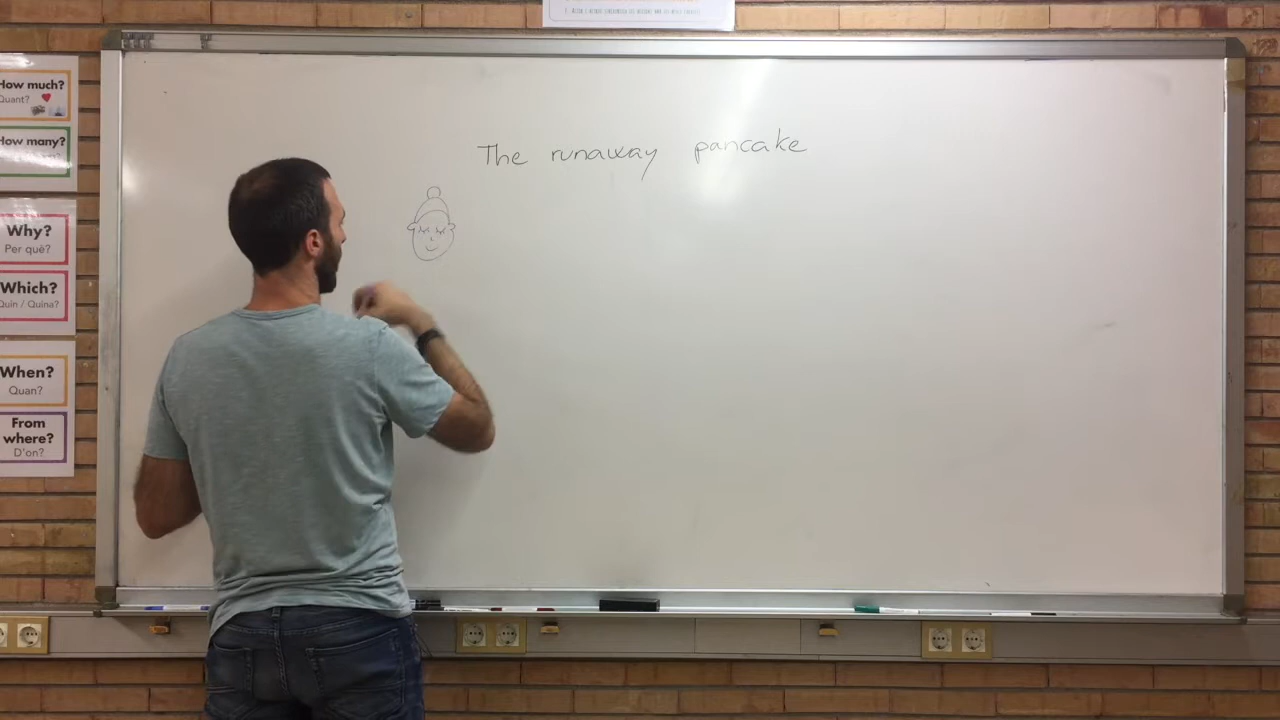 How much?
Quant?
How many?
Why?
Per què?
Which?
Quin / Quina?
When?
Quan?
From
where?
D'on?
The runaway pancake